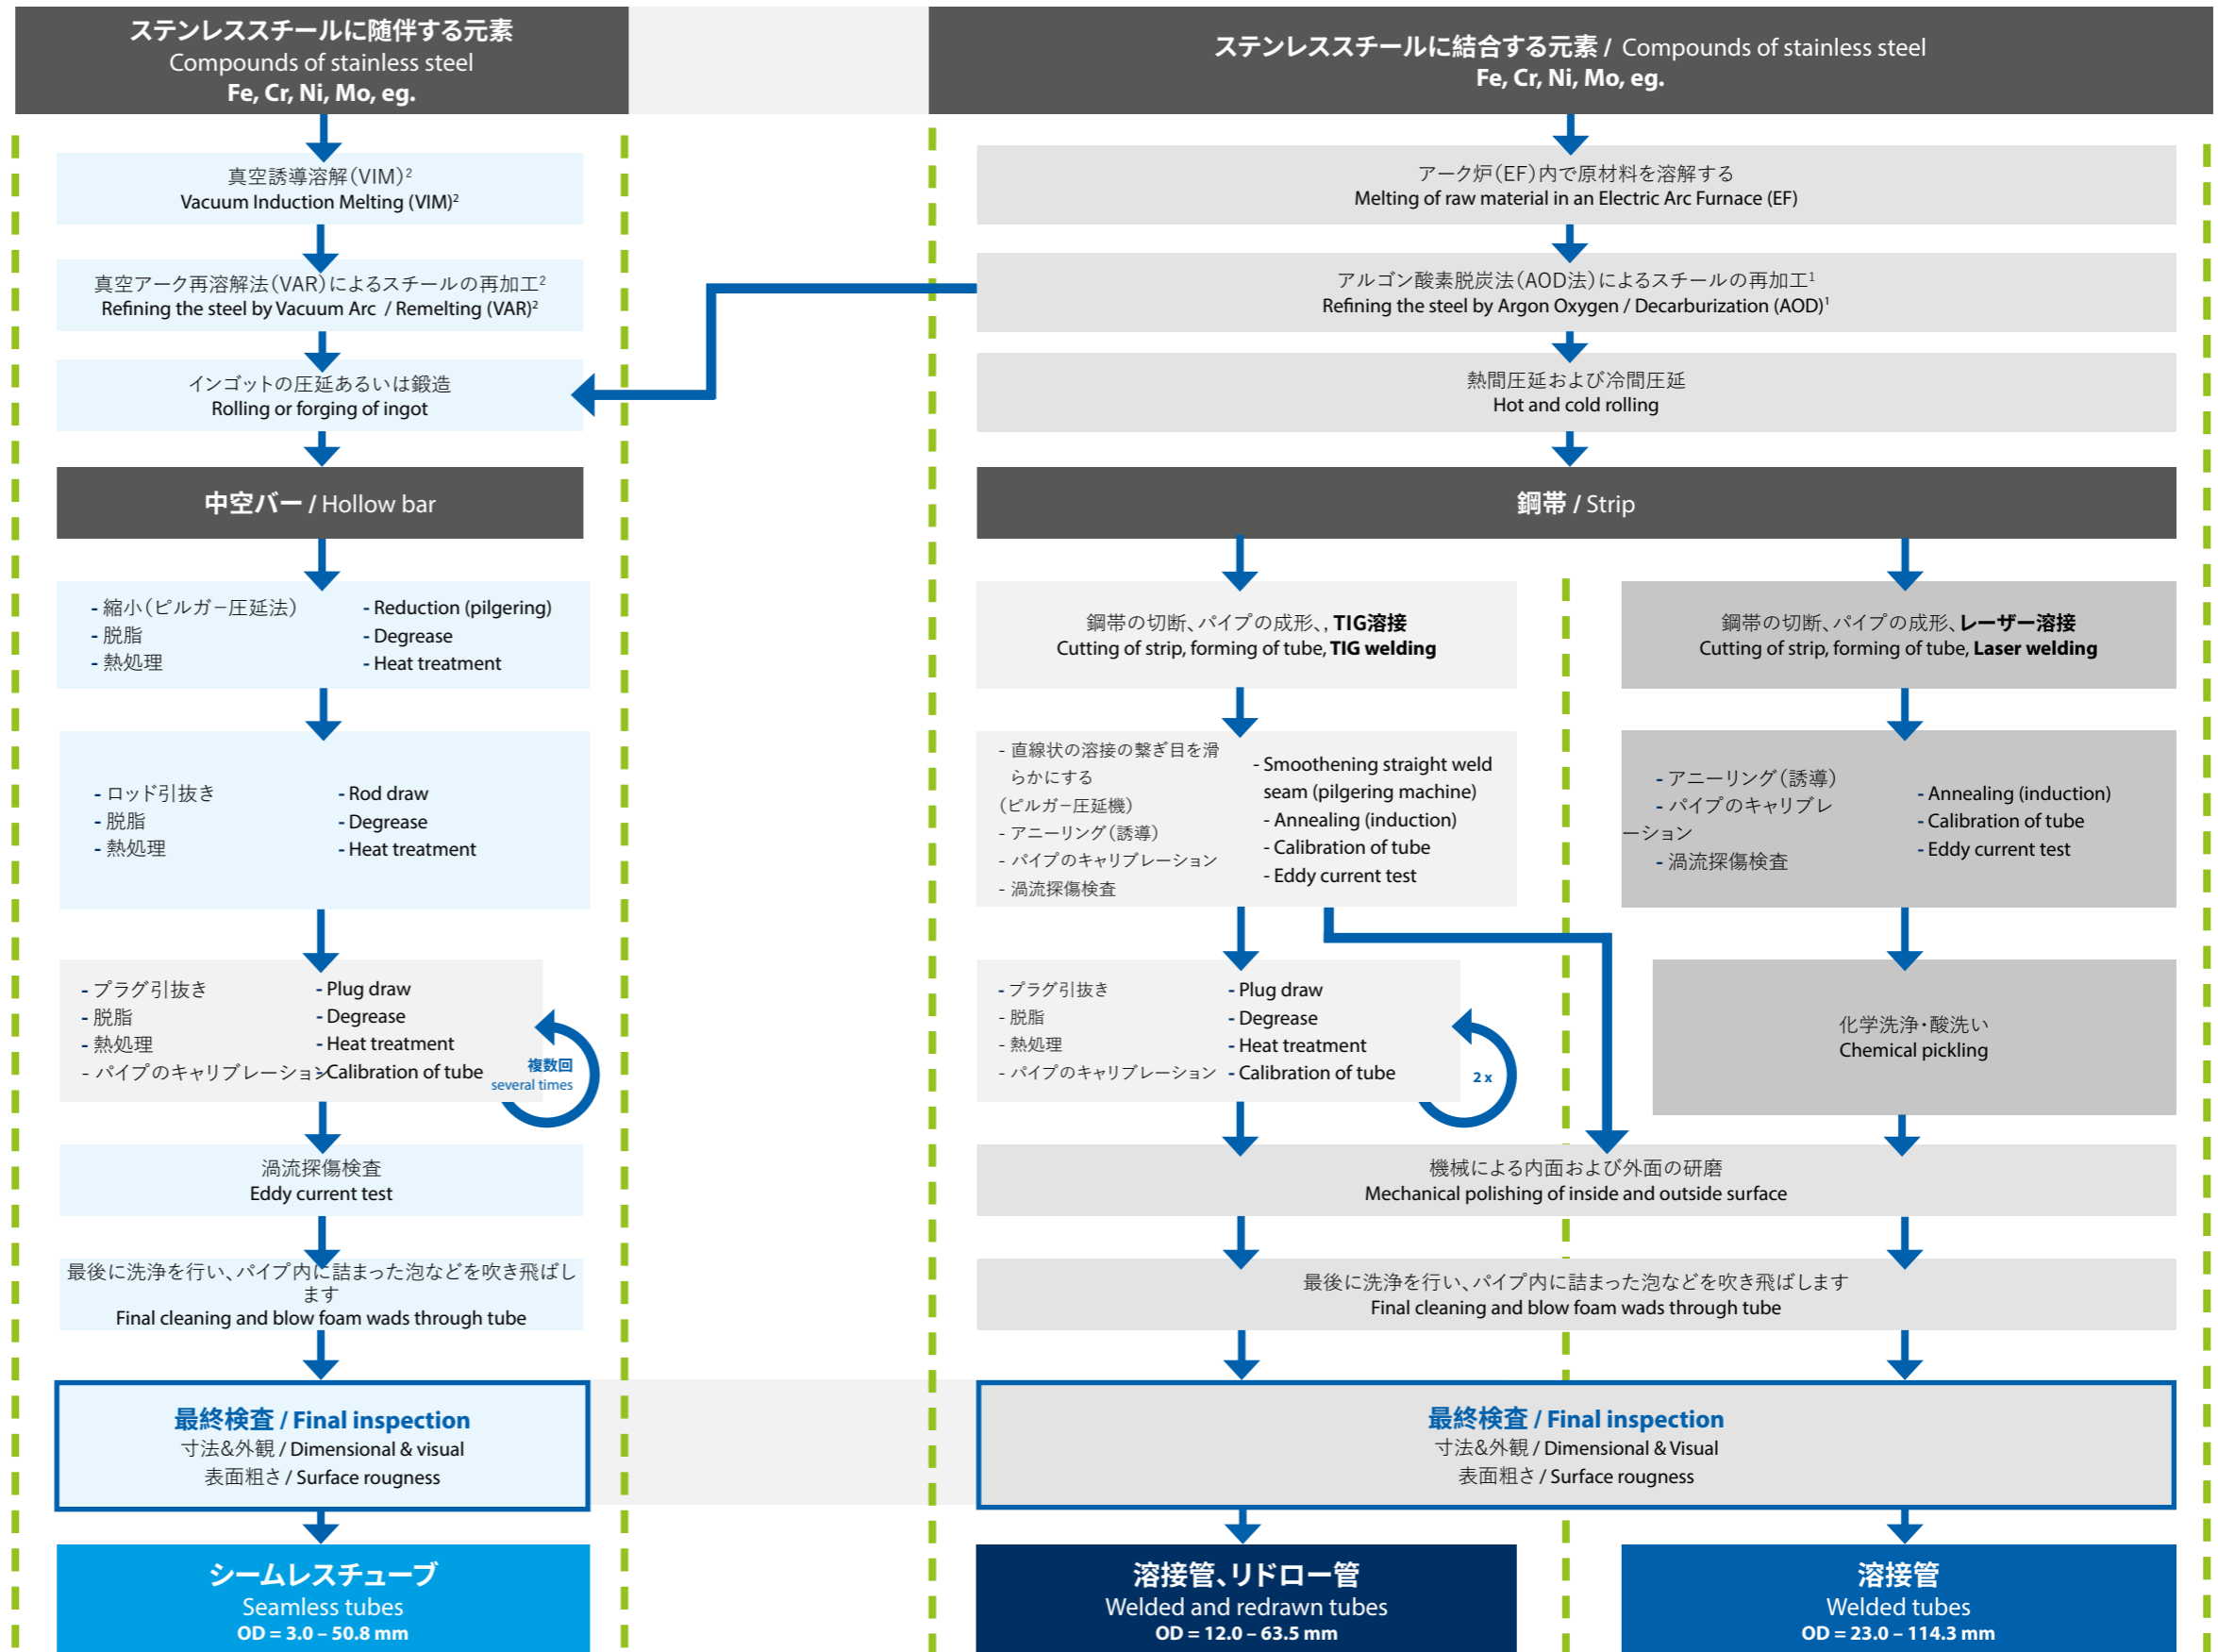 ステンレススチールに随伴する元素
Compounds of stainless steel
Fe, Cr, Ni, Mo, eg.
ステンレススチールに結合する元素 / Compounds of stainless steel
Fe, Cr, Ni, Mo, eg.
真空誘導溶解（VIM）²
Vacuum Induction Melting (VIM)²
アーク炉（EF）内で原材料を溶解する
Melting of raw material in an Electric Arc Furnace (EF)
真空アーク再溶解法（VAR）によるスチールの再加工²
Refining the steel by Vacuum Arc / Remelting (VAR)²
アルゴン酸素脱炭法（AOD法）によるスチールの再加工¹
Refining the steel by Argon Oxygen / Decarburization (AOD)¹
インゴットの圧延あるいは鍛造
Rolling or forging of ingot
熱間圧延および冷間圧延
Hot and cold rolling
中空バー / Hollow bar
鋼帯 / Strip
- 縮小（ピルガー圧延法）
- 脱脂
- 熱処理
- Reduction (pilgering)
- Degrease
- Heat treatment
鋼帯の切断、パイプの成形、, TIG溶接
Cutting of strip, forming of tube, TIG welding
鋼帯の切断、パイプの成形、レーザー溶接
Cutting of strip, forming of tube, Laser welding
- ロッド引抜き
- 脱脂
- 熱処理
- Rod draw
- Degrease
- Heat treatment
- 直線状の溶接の繋ぎ目を滑
らかにする
（ピルガー圧延機）
- アニーリング（誘導）
- パイプのキャリブレーション
- 渦流探傷検査
- Smoothening straight weld
seam (pilgering machine)
- Annealing (induction)
- Calibration of tube
- Eddy current test
- アニーリング（誘導）
- パイプのキャリブレ
ーション
- 渦流探傷検査
- Annealing (induction)
- Calibration of tube
- Eddy current test
- プラグ引抜き
- 脱脂
- 熱処理
- パイプのキャリブレーション
- Plug draw
- Degrease
- Heat treatment
- Calibration of tube
複数回
several times
- プラグ引抜き
- 脱脂
- 熱処理
- パイプのキャリブレーション
- Plug draw
- Degrease
- Heat treatment
- Calibration of tube
2 x
化学洗浄・酸洗い
Chemical pickling
渦流探傷検査
Eddy current test
機械による内面および外面の研磨
Mechanical polishing of inside and outside surface
最後に洗浄を行い、パイプ内に詰まった泡などを吹き飛ばし
ます
Final cleaning and blow foam wads through tube
最後に洗浄を行い、パイプ内に詰まった泡などを吹き飛ばします
Final cleaning and blow foam wads through tube
最終検査 / Final inspection
寸法&外観 / Dimensional & visual
表面粗さ / Surface rougness
最終検査 / Final inspection
寸法&外観 / Dimensional & Visual
表面粗さ / Surface rougness
シームレスチューブ
Seamless tubes
OD = 3.0 – 50.8 mm
溶接管、リドロー管
Welded and redrawn tubes
OD = 12.0 – 63.5 mm
溶接管
Welded tubes
OD = 23.0 – 114.3 mm